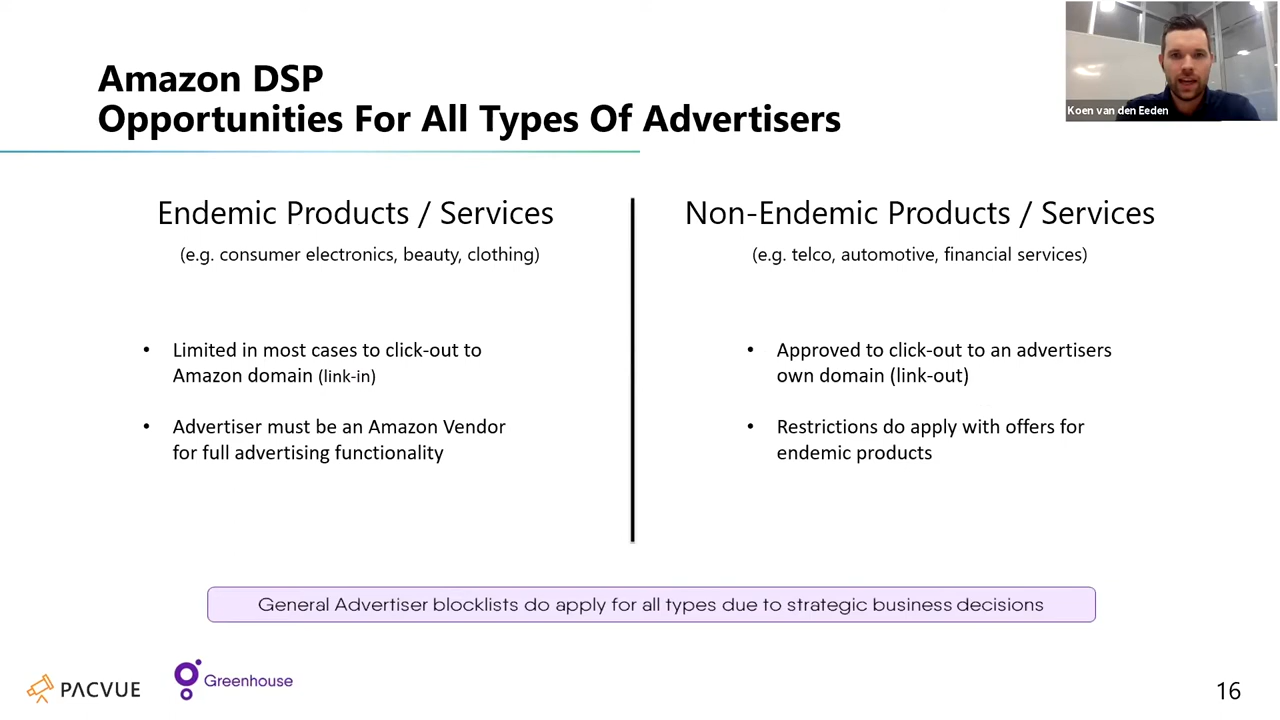 Koen van den Eeden
Amazon DSP
Opportunities For All Types Of Advertisers
Endemic Products / Services
(e.g. consumer electronics, beauty, clothing)
• Limited in most cases to click-out to
Amazon domain (link-in)
• Advertiser must be an Amazon Vendor
for full advertising functionality
Non-Endemic Products / Services
(e.g. telco, automotive, financial services)
• Approved to click-out to an advertisers
own domain (link-out)
• Restrictions do apply with offers for
endemic products
General Advertiser blocklists do apply for all types due to strategic business decisions
PACVUE
Greenhouse
16